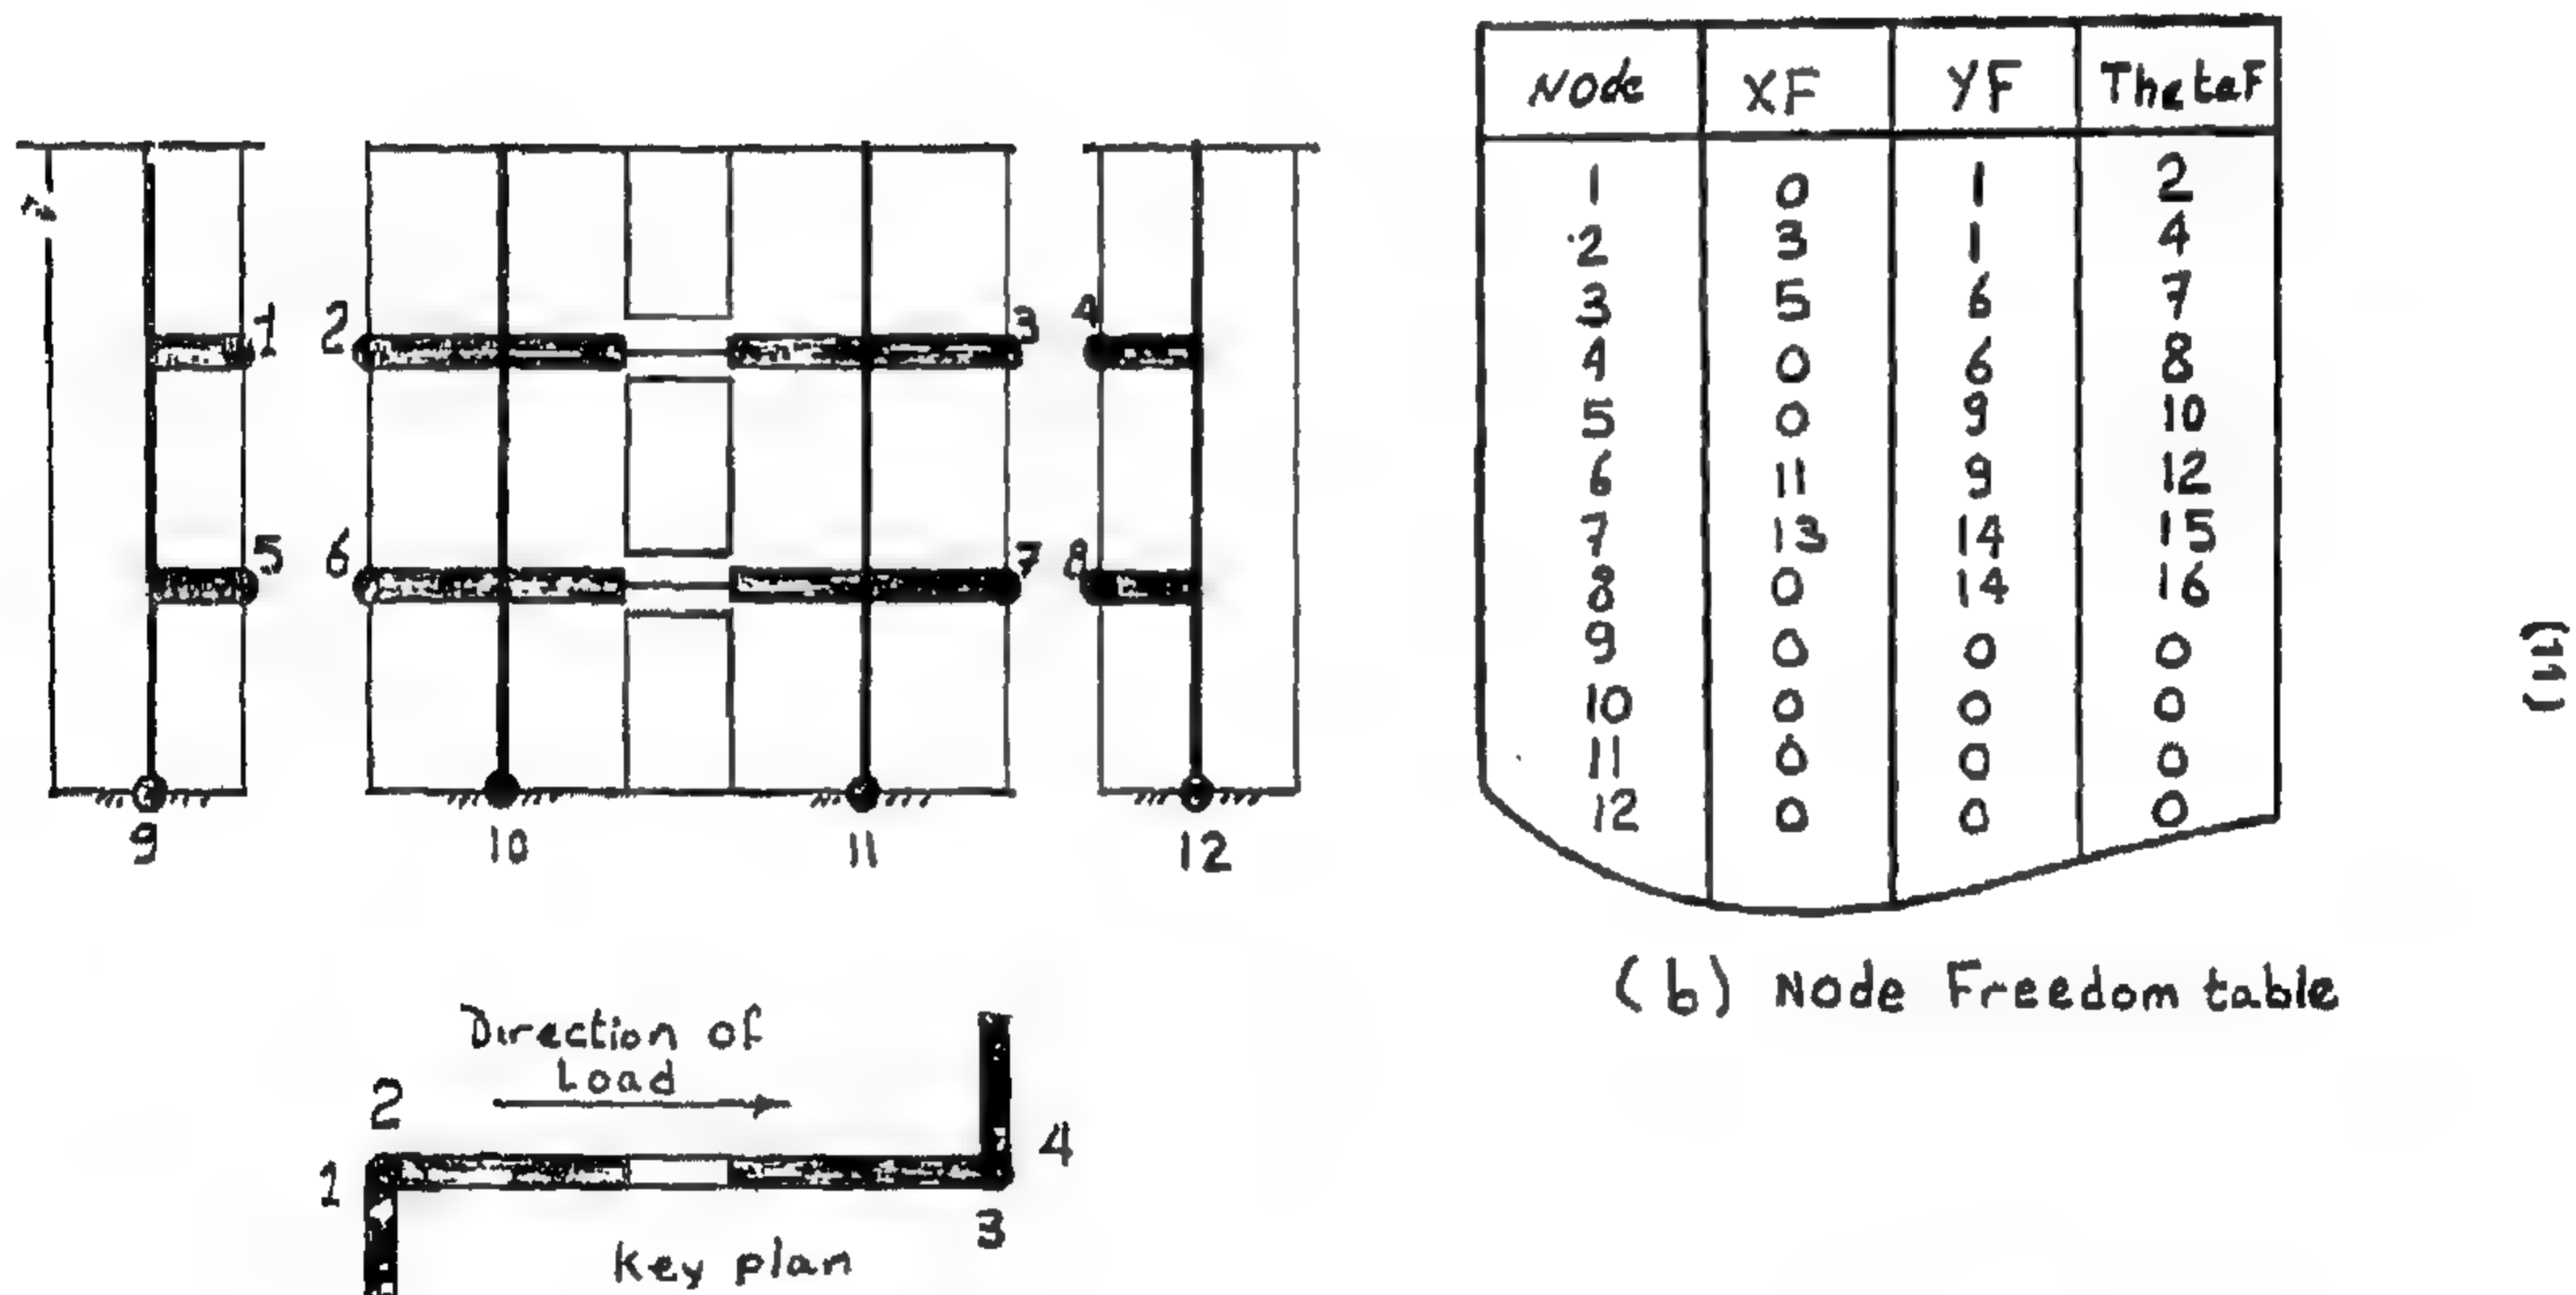 1 2 3 4
5 6 7 8
9 10 11 12
Direction of
Load
2
1 4
3
Key plan
Node XF YF ThetaF
1 0 1 2
2 3 1 4
3 5 6 7
4 0 6 8
5 0 9 10
6 11 9 12
7 13 14 15
8 0 14 16
9 0 0 0
10 0 0 0
11 0 0 0
12 0 0 0
(b) Node Freedom table
(11)